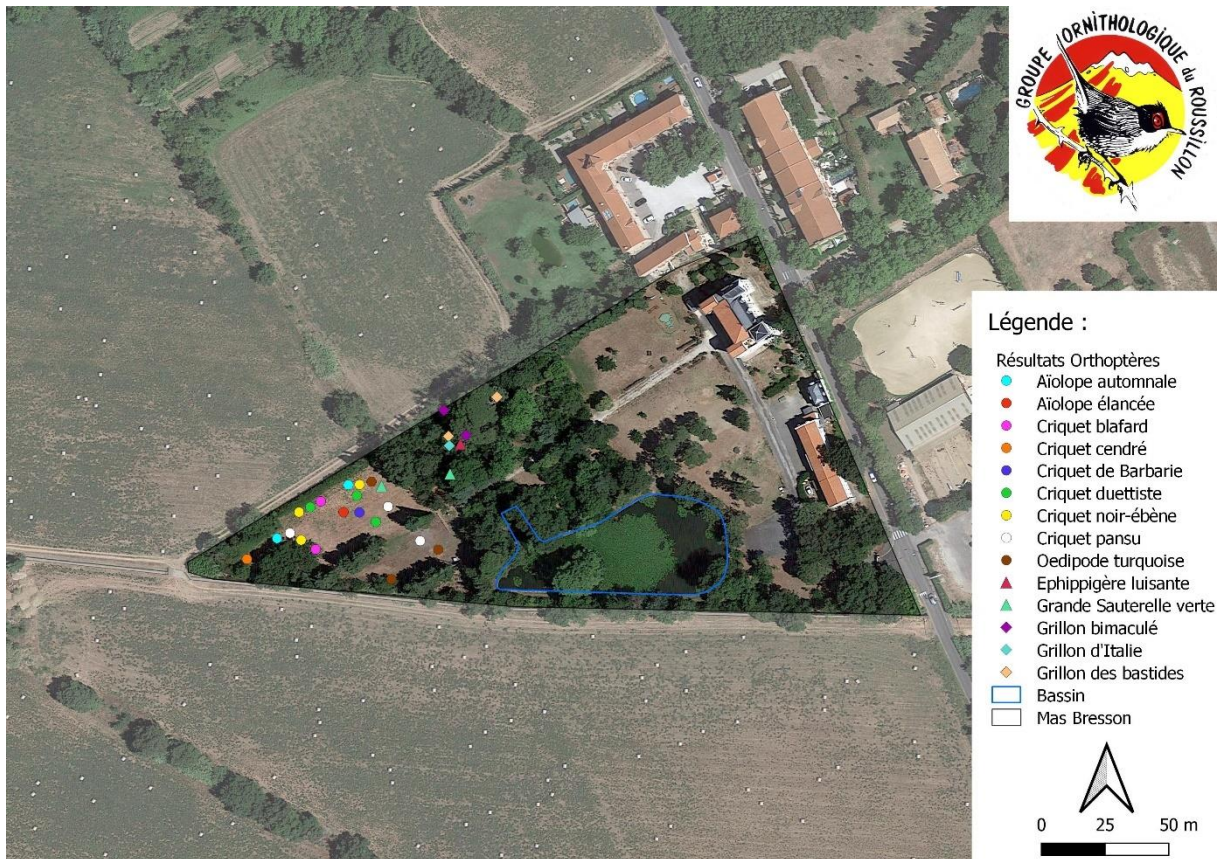 GROUPE ORNITHOLOGIQUE du ROUSSILLON
Légende :
Résultats Orthoptères
Aïolope automnale
Aïolope élancée
Criquet blafard
Criquet cendré
Criquet de Barbarie
Criquet duettiste
Criquet noir-ébène
Criquet pansu
Oedipode turquoise
Ephippigère luisante
Grande Sauterelle verte
Grillon bimaculé
Grillon d'Italie
Grillon des bastides
Bassin
Mas Bresson
0 25 50 m